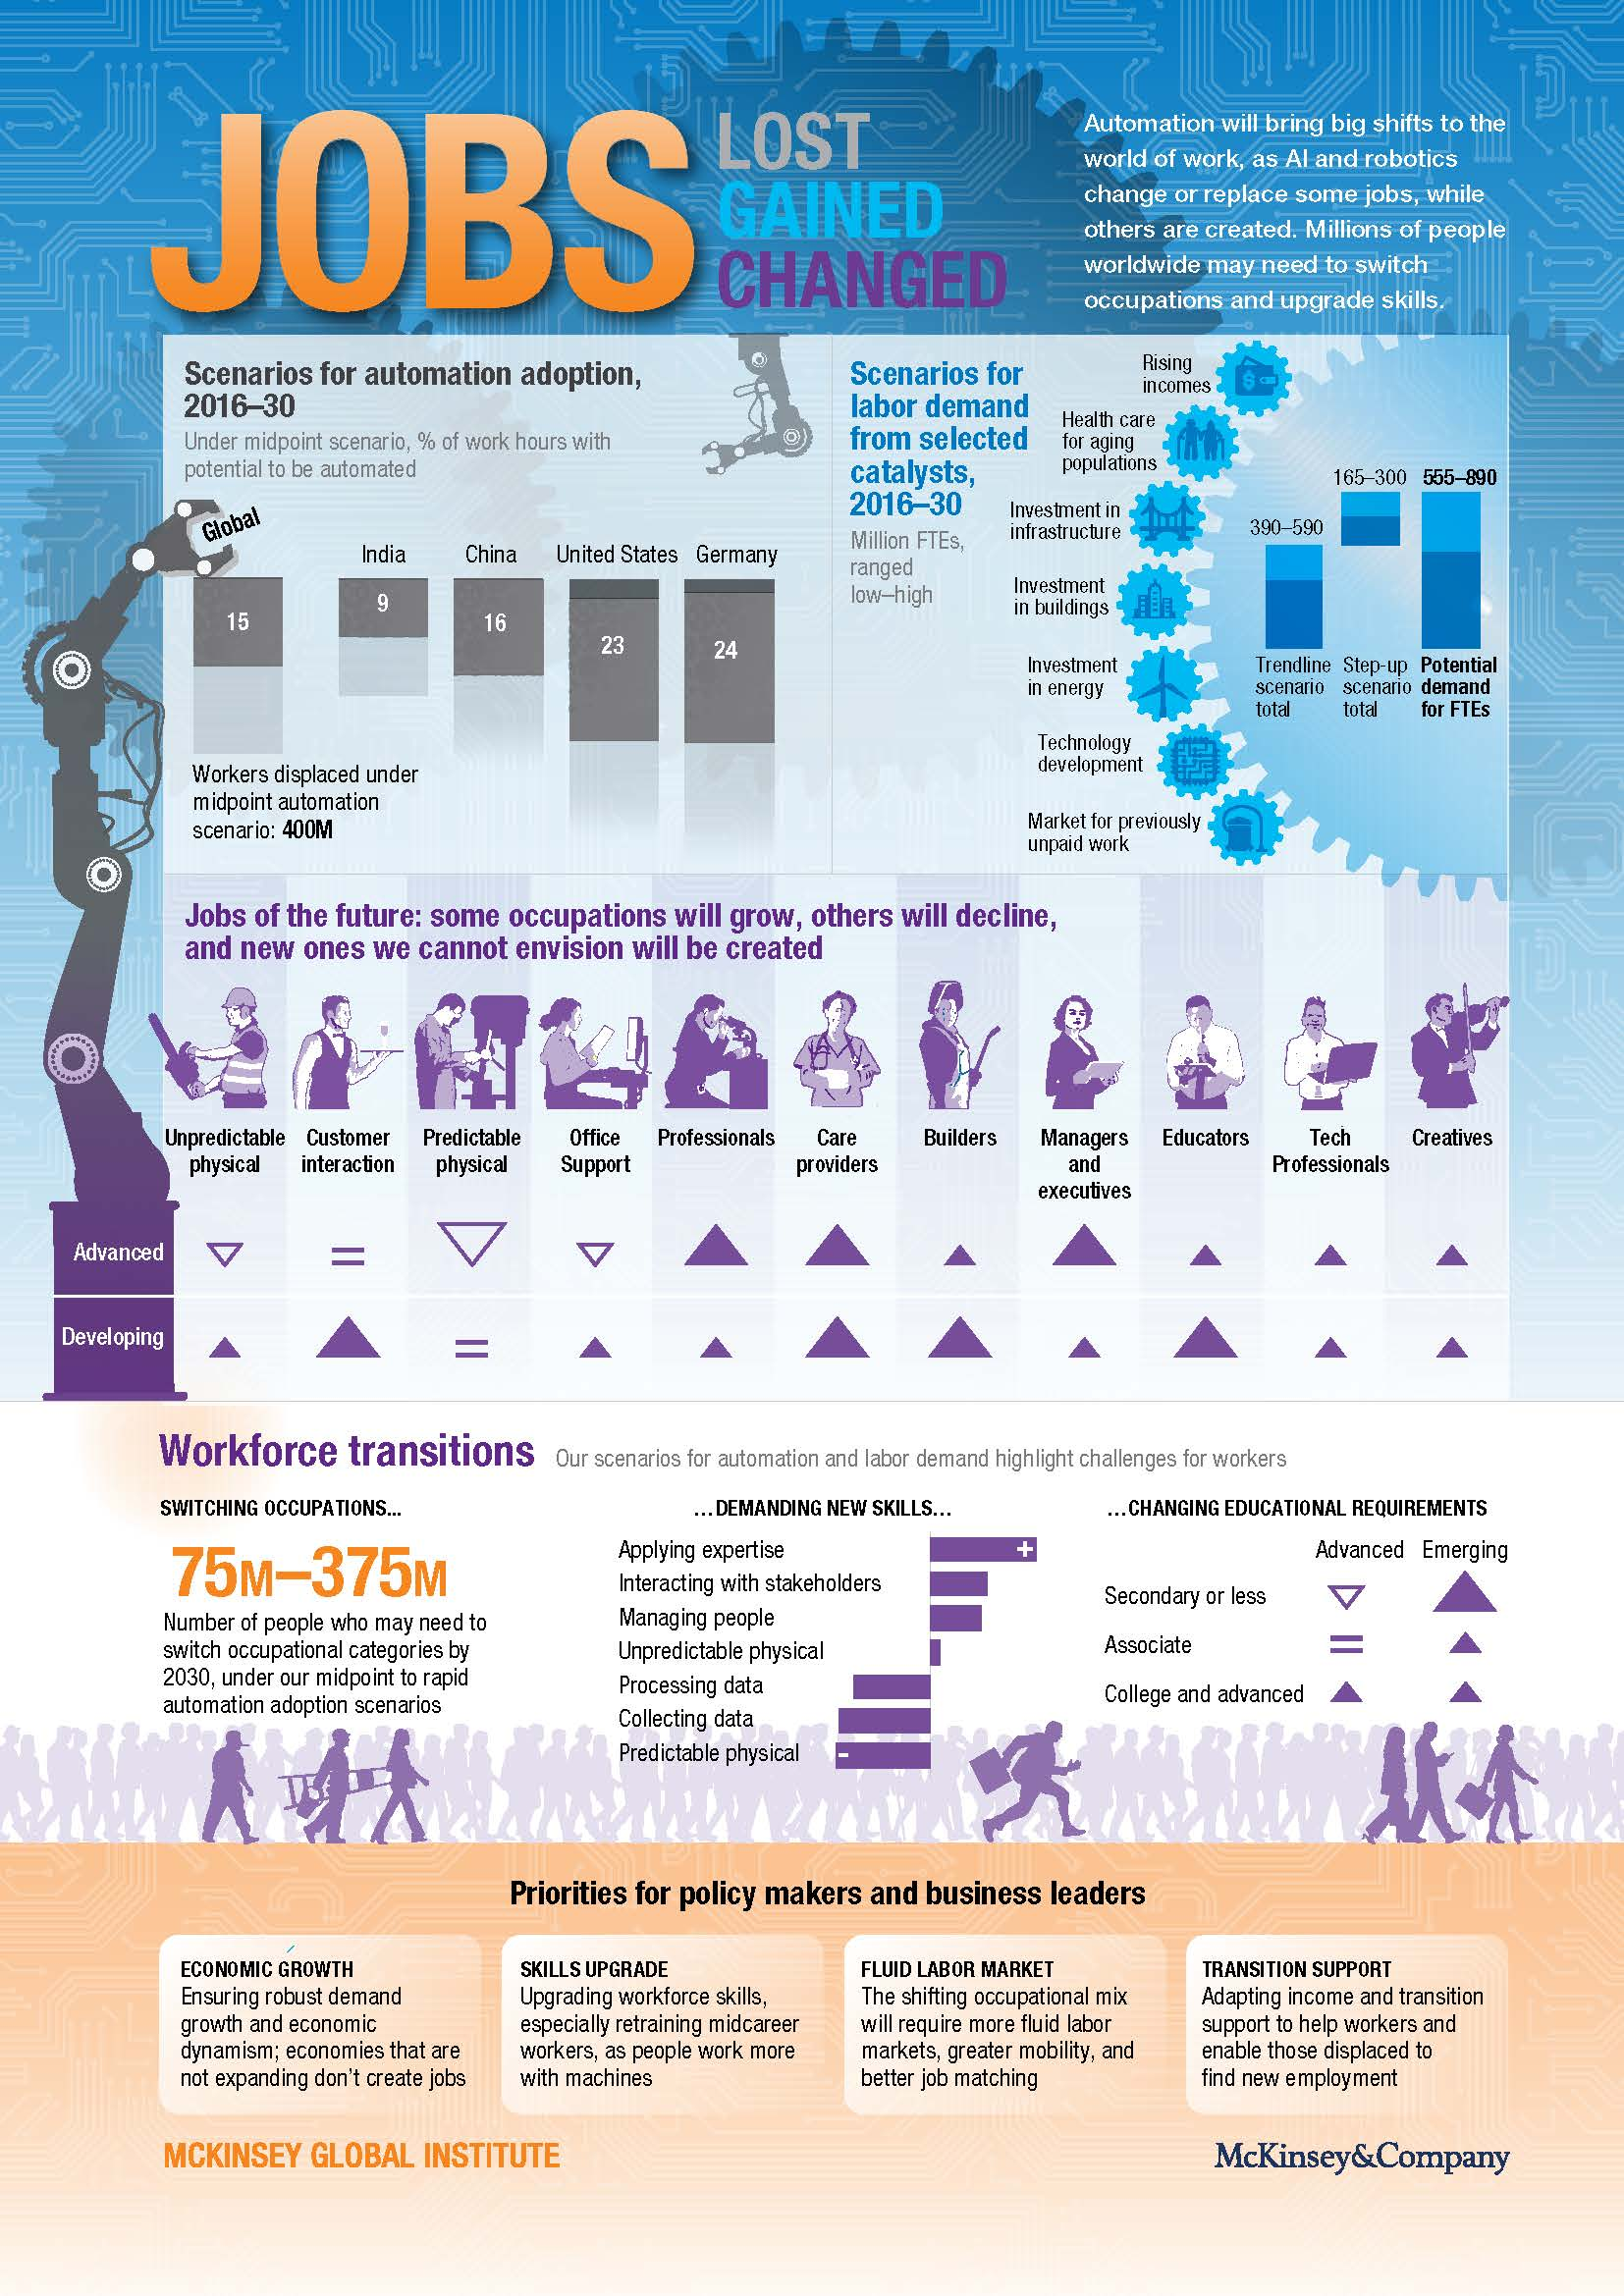 JOBS
LOST
GAINED
CHANGED
Automation will bring big shifts to the
world of work, as AI and robotics
change or replace some jobs, while
others are created. Millions of people
worldwide may need to switch
occupations and upgrade skills.
Scenarios for automation adoption,
2016–30
Under midpoint scenario, % of work hours with
potential to be automated
Global
India
China
United States
Germany
15
9
16
23
24
Workers displaced under
midpoint automation
scenario: 400M
Scenarios for
labor demand
from selected
catalysts,
2016–30
Million FTEs,
ranged
low–high
Rising
incomes
Health care
for aging
populations
Investment in
infrastructure
Investment
in buildings
Investment
in energy
Technology
development
Market for previously
unpaid work
390–590
165–300
555–890
Trendline
scenario
total
Step-up
scenario
total
Potential
demand
for FTEs
Jobs of the future: some occupations will grow, others will decline,
and new ones we cannot envision will be created
Unpredictable
physical
Customer
interaction
Predictable
physical
Office
Support
Professionals
Care
providers
Builders
Managers
and
executives
Educators
Tech
Professionals
Creatives
Advanced
=
Developing
=
Workforce transitions
Our scenarios for automation and labor demand highlight challenges for workers
SWITCHING OCCUPATIONS...
75M–375M
Number of people who may need to
switch occupational categories by
2030, under our midpoint to rapid
automation adoption scenarios
...DEMANDING NEW SKILLS...
Applying expertise
+
Interacting with stakeholders
Managing people
Unpredictable physical
Processing data
Collecting data
Predictable physical
-
...CHANGING EDUCATIONAL REQUIREMENTS
Advanced Emerging
Secondary or less
Associate
=
College and advanced
Priorities for policy makers and business leaders
ECONOMIC GROWTH
Ensuring robust demand
growth and economic
dynamism; economies that are
not expanding don't create jobs
SKILLS UPGRADE
Upgrading workforce skills,
especially retraining midcareer
workers, as people work more
with machines
FLUID LABOR MARKET
The shifting occupational mix
will require more fluid labor
markets, greater mobility, and
better job matching
TRANSITION SUPPORT
Adapting income and transition
support to help workers and
enable those displaced to
find new employment
MCKINSEY GLOBAL INSTITUTE
McKinsey&Company